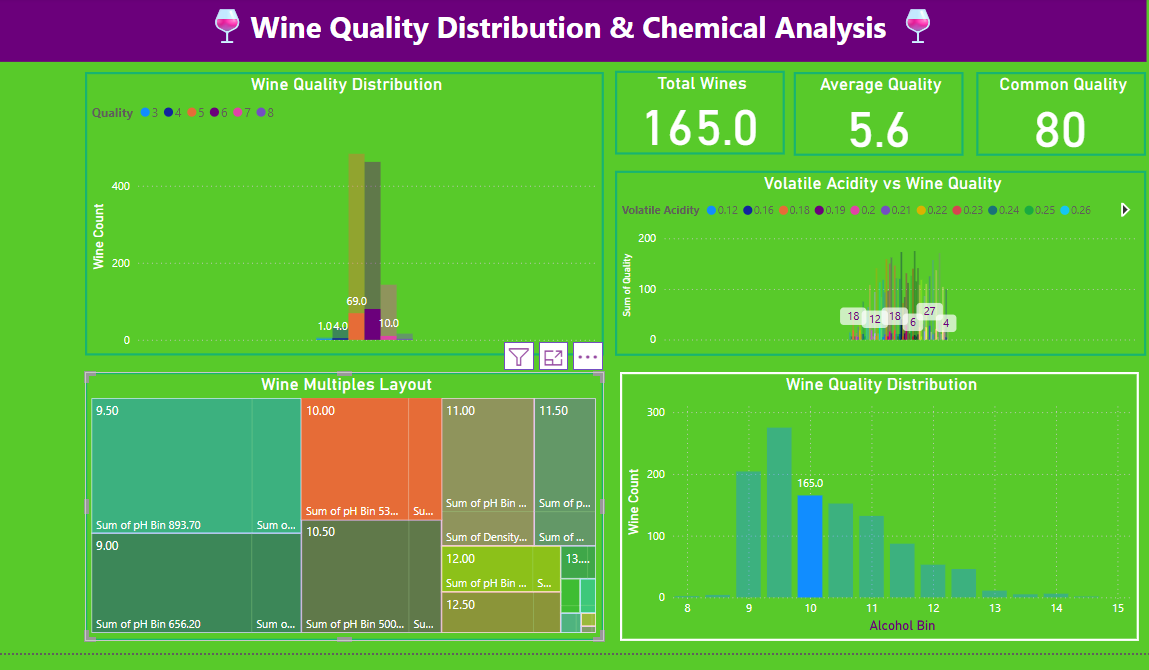 Wine Quality Distribution & Chemical Analysis
Wine Quality Distribution
Quality 3 4 5 6 7 8
Wine Count
400
200
0
1.0 4.0
69.0
10.0
Total Wines
165.0
Average Quality
5.6
Common Quality
80
Volatile Acidity vs Wine Quality
Volatile Acidity 0.12 0.16 0.18 0.19 0.2 0.21 0.22 0.23 0.24 0.25 0.26
Sum of Quality
200
100
0
18 12 18 6 27 4
Wine Multiples Layout
9.50
Sum of pH Bin 893.70 Sum o...
9.00
Sum of pH Bin 656.20 Sum o...
10.00
Sum of pH Bin 53... Su...
10.50
Sum of pH Bin 500... Su...
11.00
Sum of pH Bin ...
Sum of Density...
11.50
Sum of p...
Sum of ...
12.00
Sum of pH Bin ... S...
12.50
13....
Wine Quality Distribution
Wine Count
300
200
100
0
165.0
8 9 10 11 12 13 14 15
Alcohol Bin